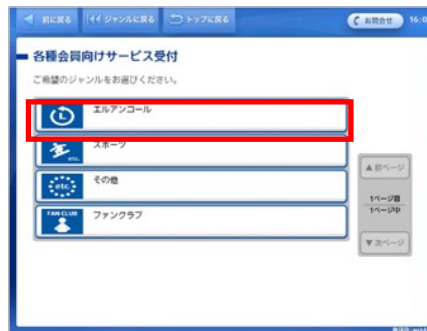 前に戻る
ジャンルに戻る
トップに戻る
お問合せ
各種会員向けサービス受付
ご希望のジャンルをお選びください。
エルアンコール
スポーツ
etc.
その他
etc.
ファンクラブ
FAN CLUB
▲前ページ
1ページ目
1ページ中
▼次ページ